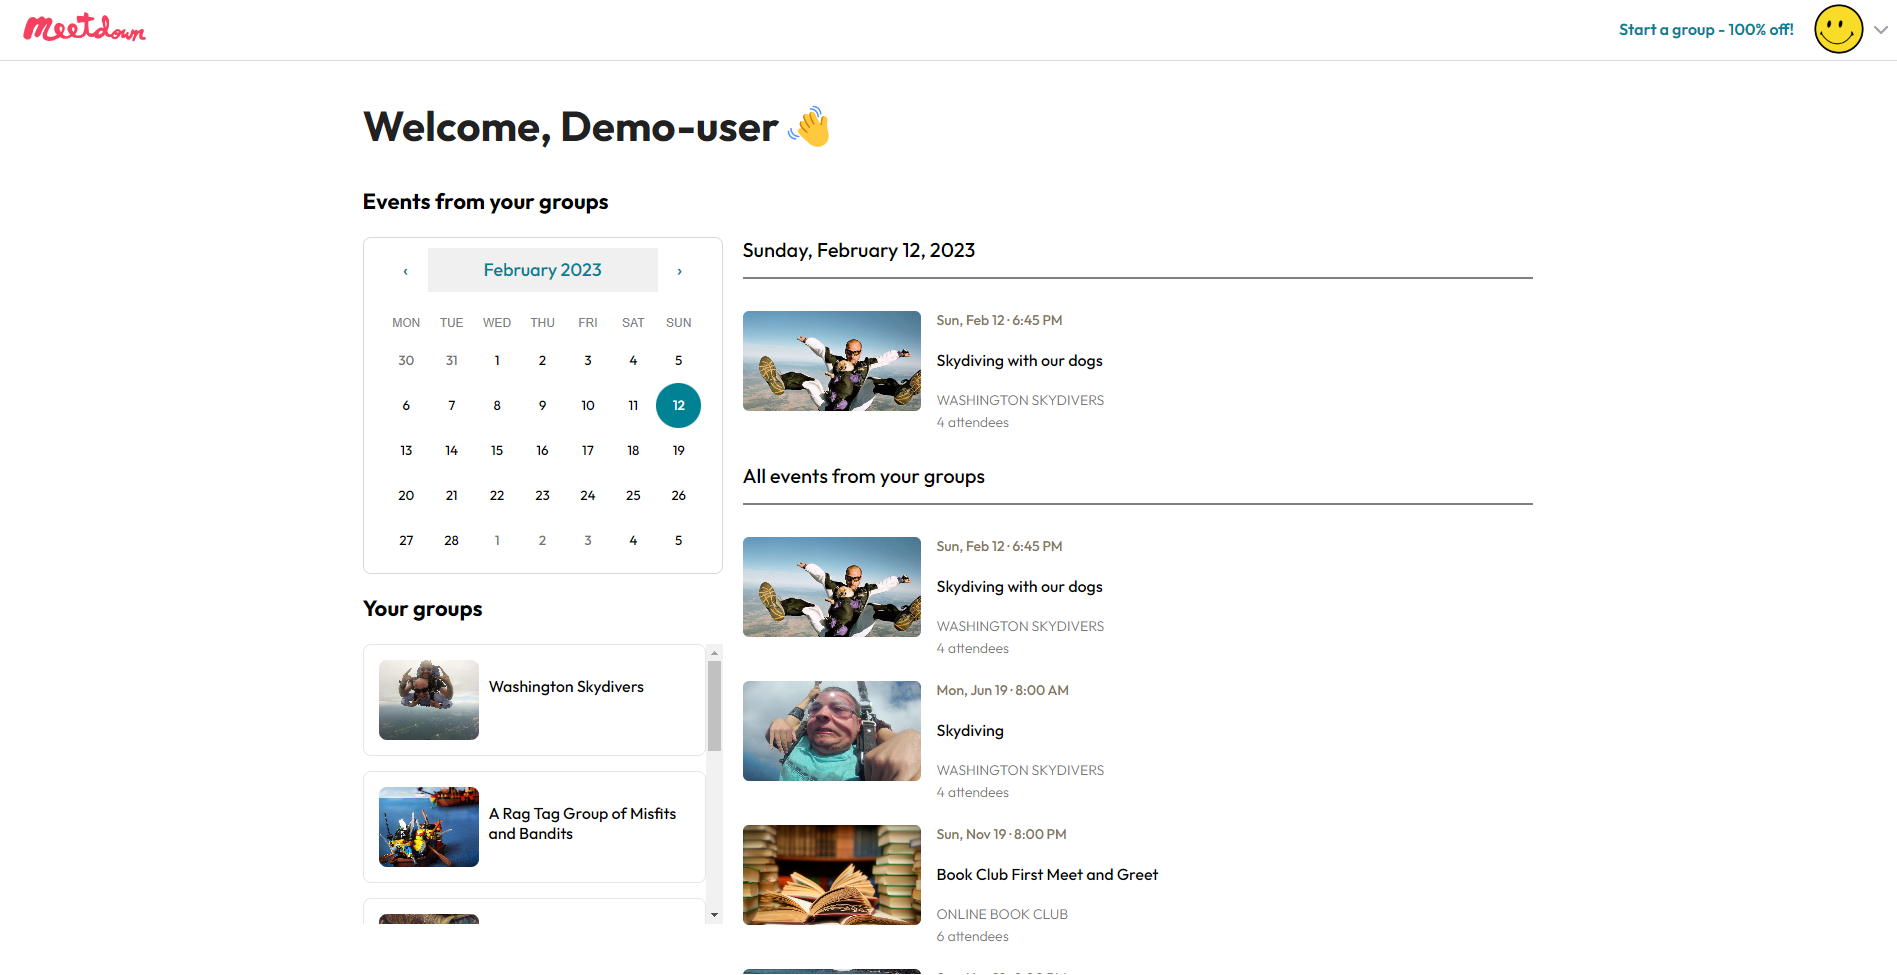 meetdown
Start a group - 100% off!
Welcome, Demo-user 👋
Events from your groups
‹ February 2023 ›
MON TUE WED THU FRI SAT SUN
30 31 1 2 3 4 5
6 7 8 9 10 11 12
13 14 15 16 17 18 19
20 21 22 23 24 25 26
27 28 1 2 3 4 5
Your groups
Washington Skydivers
A Rag Tag Group of Misfits
and Bandits
Sunday, February 12, 2023
Sun, Feb 12 · 6:45 PM
Skydiving with our dogs
WASHINGTON SKYDIVERS
4 attendees
All events from your groups
Sun, Feb 12 · 6:45 PM
Skydiving with our dogs
WASHINGTON SKYDIVERS
4 attendees
Mon, Jun 19 · 8:00 AM
Skydiving
WASHINGTON SKYDIVERS
4 attendees
Sun, Nov 19 · 8:00 PM
Book Club First Meet and Greet
ONLINE BOOK CLUB
6 attendees